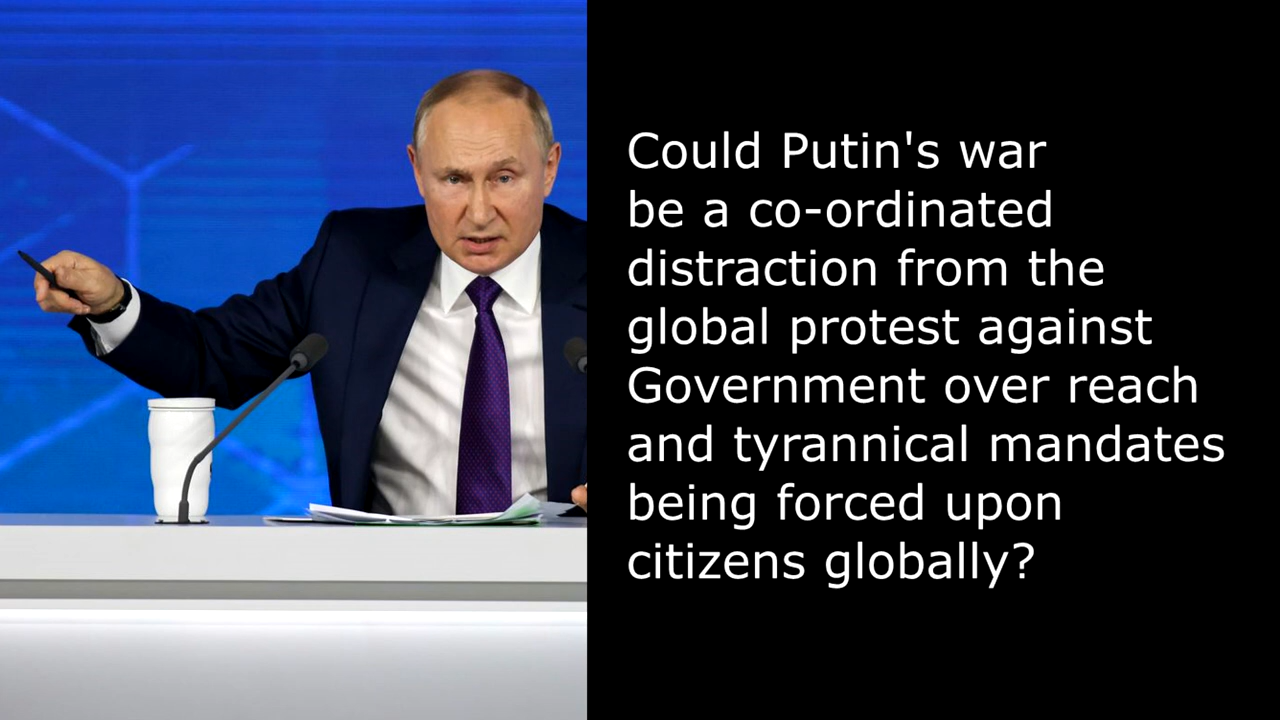 Could Putin's war
be a co-ordinated
distraction from the
global protest against
Government over reach
and tyrannical mandates
being forced upon
citizens globally?